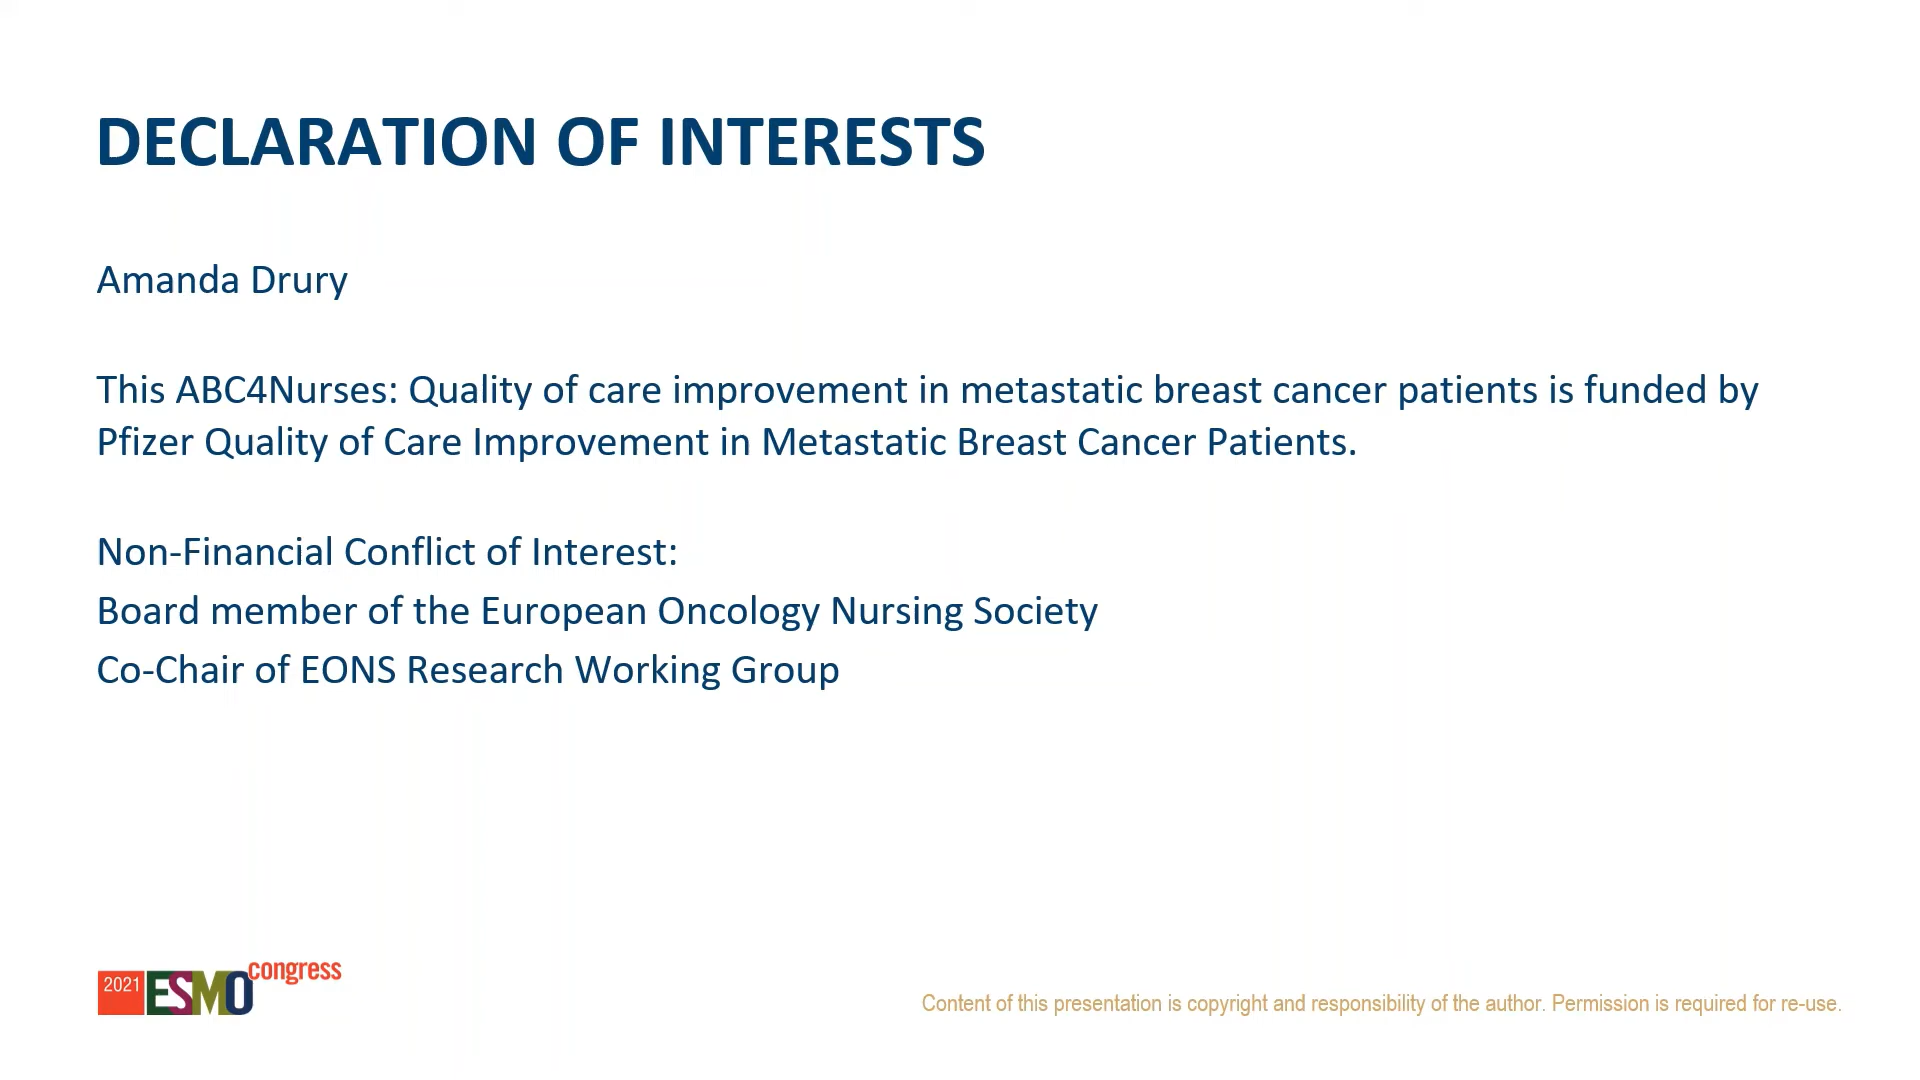 DECLARATION OF INTERESTS
Amanda Drury
This ABC4Nurses: Quality of care improvement in metastatic breast cancer patients is funded by
Pfizer Quality of Care Improvement in Metastatic Breast Cancer Patients.
Non-Financial Conflict of Interest:
Board member of the European Oncology Nursing Society
Co-Chair of EONS Research Working Group
2021 ESMO congress
Content of this presentation is copyright and responsibility of the author. Permission is required for re-use.